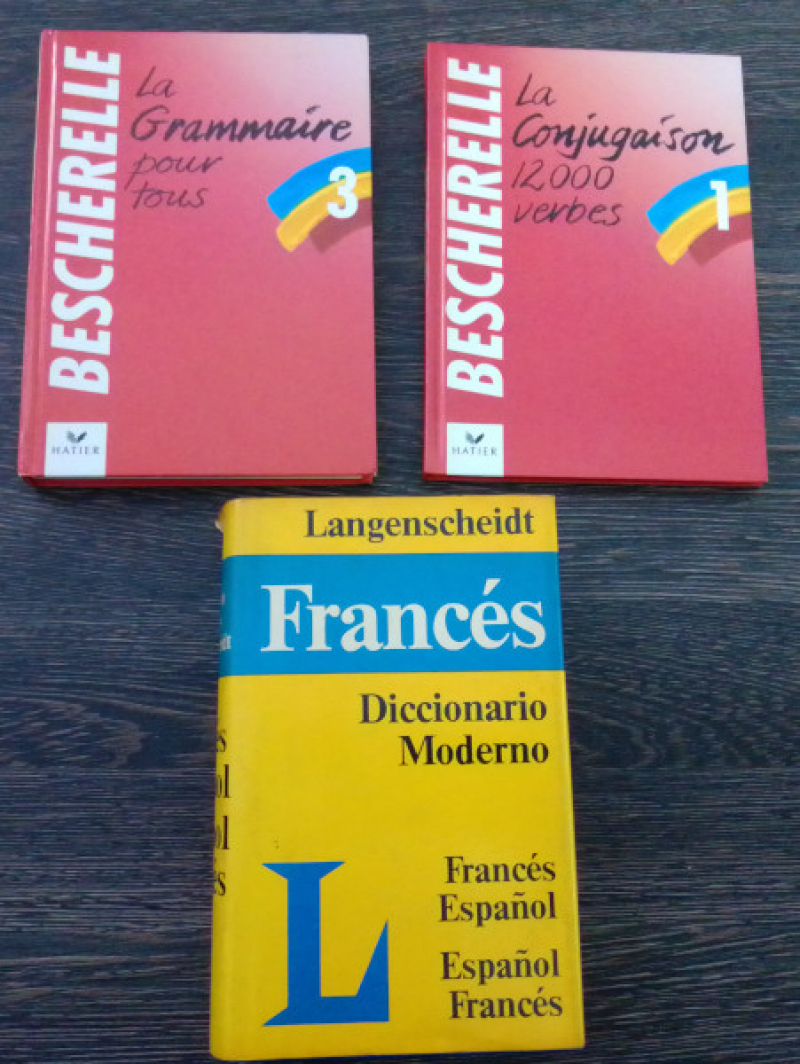 BESCHERELLE
La
Grammaire
pour
tous
3
HATIER
BESCHERELLE
La
Conjugaison
12000
verbes
1
HATIER
Langenscheidt
Francés
Diccionario
Moderno
Francés
Español
Español
Francés
L